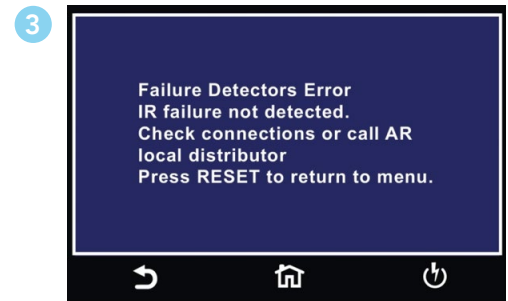 3
Failure Detectors Error
IR failure not detected.
Check connections or call AR
local distributor
Press RESET to return to menu.